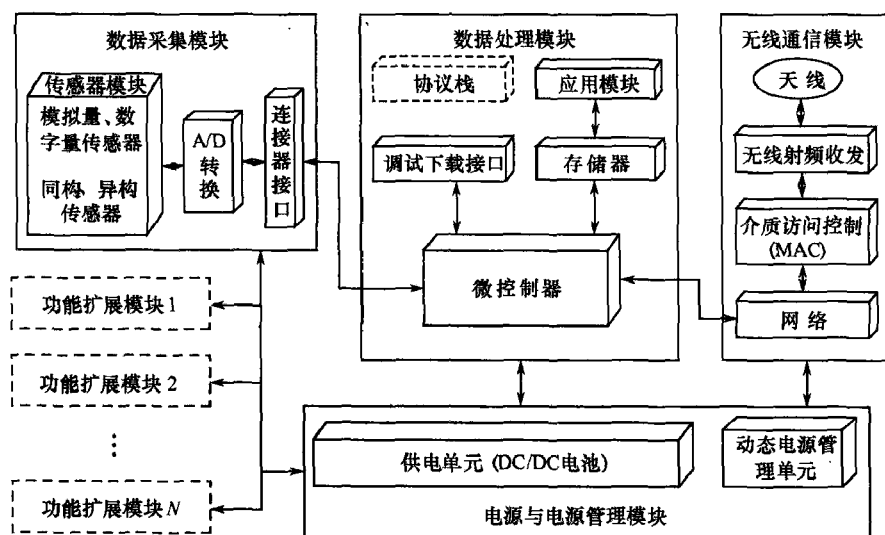 数据采集模块
传感器模块
模拟量、数
字量传感器
同构、异构
传感器
A/D
转换
连
接
器
接
口
数据处理模块
协议栈
应用模块
调试下载接口
存储器
微控制器
无线通信模块
天线
无线射频收发
介质访问控制
(MAC)
网络
功能扩展模块1
功能扩展模块2
⋮
功能扩展模块N
供电单元(DC/DC电池)
动态电源管
理单元
电源与电源管理模块